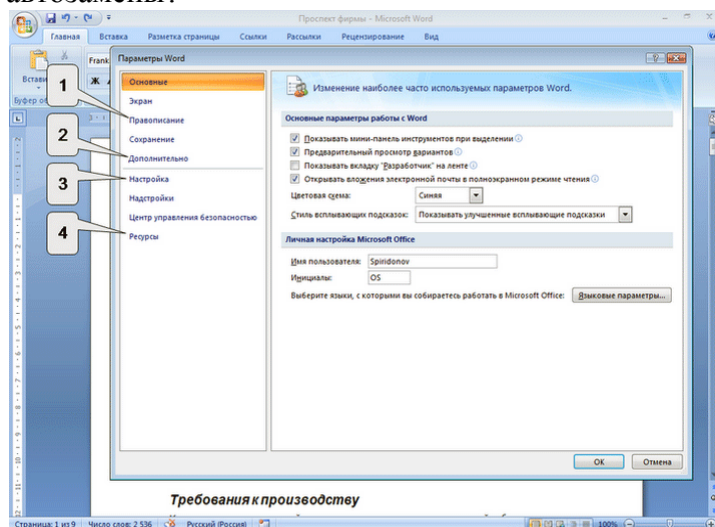 автозамены?
Проспект фирмы - Microsoft Word
Главная Вставка Разметка страницы Ссылки Рассылки Рецензирование Вид
Параметры Word
Frank
Встави
Ж
Буфер об
1
2
3
4
Основные
Экран
Правописание
Сохранение
Дополнительно
Настройка
Надстройки
Центр управления безопасностью
Ресурсы
Изменение наиболее часто используемых параметров Word.
Основные параметры работы с Word
Показывать мини-панель инструментов при выделении
Предварительный просмотр вариантов
Показывать вкладку "Разработчик" на ленте
Открывать вложения электронной почты в полноэкранном режиме чтения
Цветовая схема: Синяя
Стиль всплывающих подсказок: Показывать улучшенные всплывающие подсказки
Личная настройка Microsoft Office
Имя пользователя: Spiridonov
Инициалы: OS
Выберите языки, с которыми вы собираетесь работать в Microsoft Office: Языковые параметры...
ОК Отмена
Требования к производству
Страница: 1 из 9 Число слов: 2 536 Русский (Россия) 100%